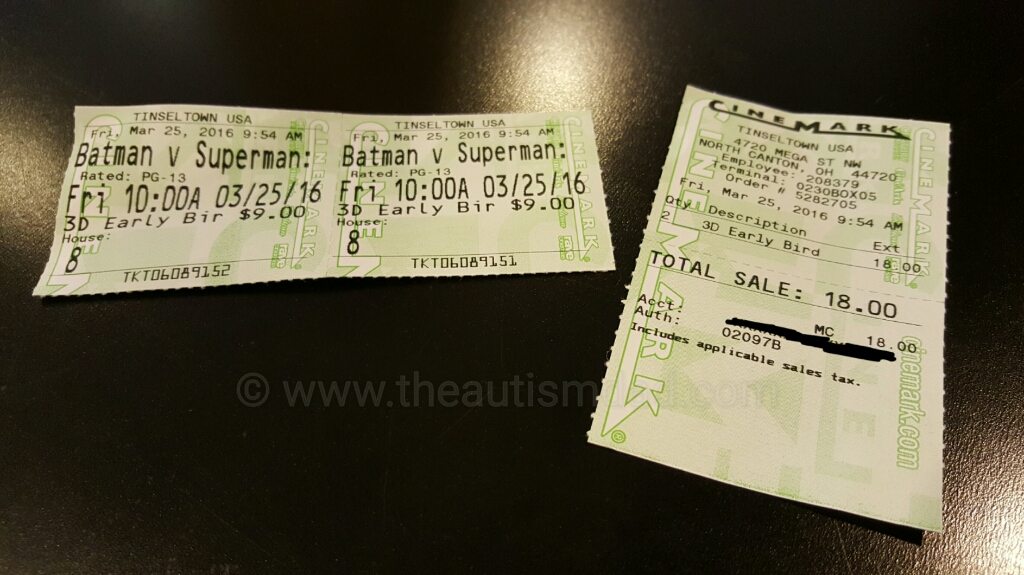 TINSELTOWN USA
Fri, Mar 25, 2016 9:54 AM
Batman v Superman:
Rated: PG-13
Fri 10:00A 03/25/16
3D Early Bir $9.00
House:
8
TKT06089152
TINSELTOWN USA
Fri, Mar 25, 2016 9:54 AM
Batman v Superman:
Rated: PG-13
Fri 10:00A 03/25/16
3D Early Bir $9.00
House:
8
TKT06089151
CINEMARK
TINSELTOWN USA
4720 MEGA ST NW
NORTH CANTON, OH 44720
Employee: 208379
Terminal: 0230BOX05
Order # 5282705
Fri, Mar 25, 2016 9:54 AM
Qty Description Ext
2 3D Early Bird 18.00
TOTAL SALE: 18.00
Acct: MC 18.00
Auth: 02097B
Includes applicable sales tax.
CINEMARK
cinemark.com
© www.theautism
.com